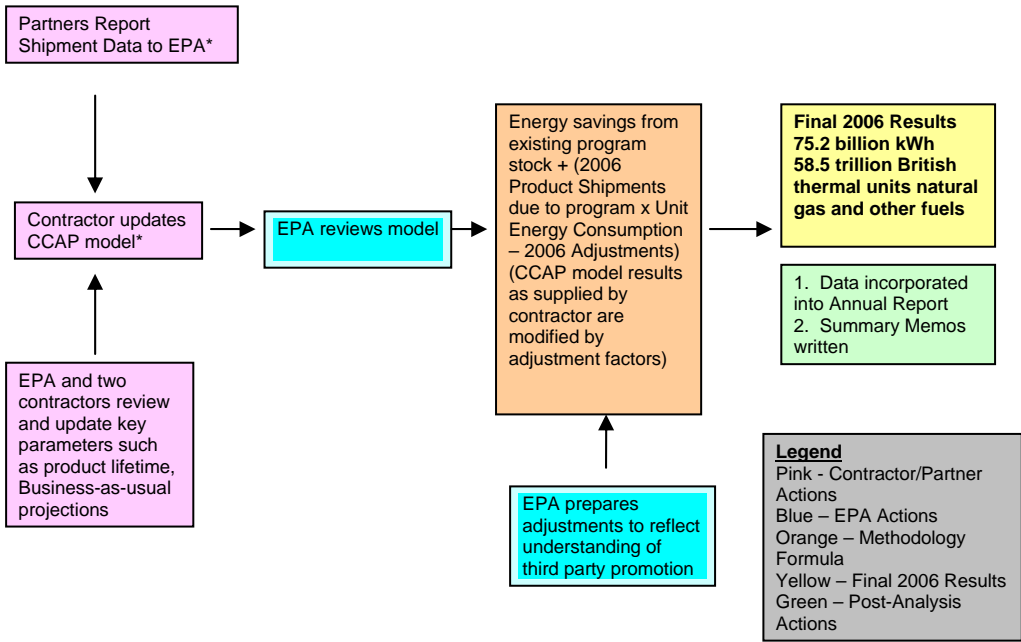 Partners Report
Shipment Data to EPA*
Contractor updates
CCAP model*
EPA and two
contractors review
and update key
parameters such
as product lifetime,
Business-as-usual
projections
EPA reviews model
Energy savings from
existing program
stock + (2006
Product Shipments
due to program x Unit
Energy Consumption
– 2006 Adjustments)
(CCAP model results
as supplied by
contractor are
modified by
adjustment factors)
EPA prepares
adjustments to reflect
understanding of
third party promotion
Final 2006 Results
75.2 billion kWh
58.5 trillion British
thermal units natural
gas and other fuels
1. Data incorporated
into Annual Report
2. Summary Memos
written
Legend
Pink - Contractor/Partner
Actions
Blue – EPA Actions
Orange – Methodology
Formula
Yellow – Final 2006 Results
Green – Post-Analysis
Actions